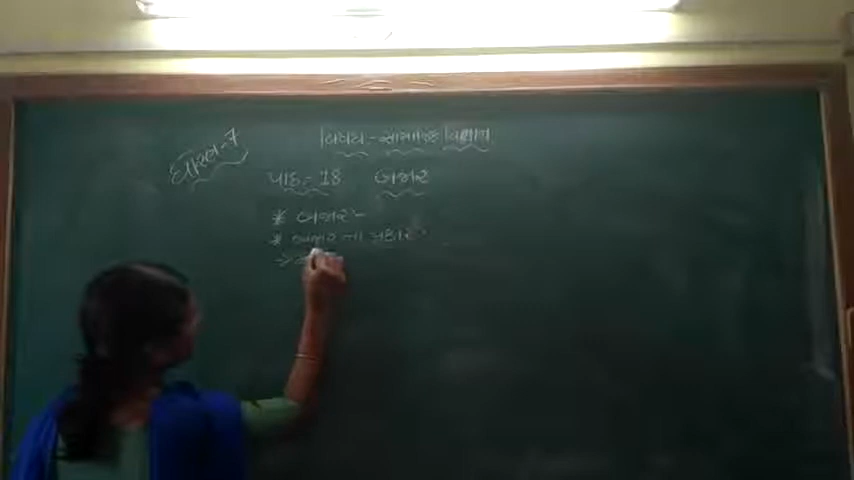 ધોરણ-7
વિષય - સામાજિક વિજ્ઞાન
પાઠ:- 18 બજાર
* બજાર:-
* બજાર ના પ્રકાર:-